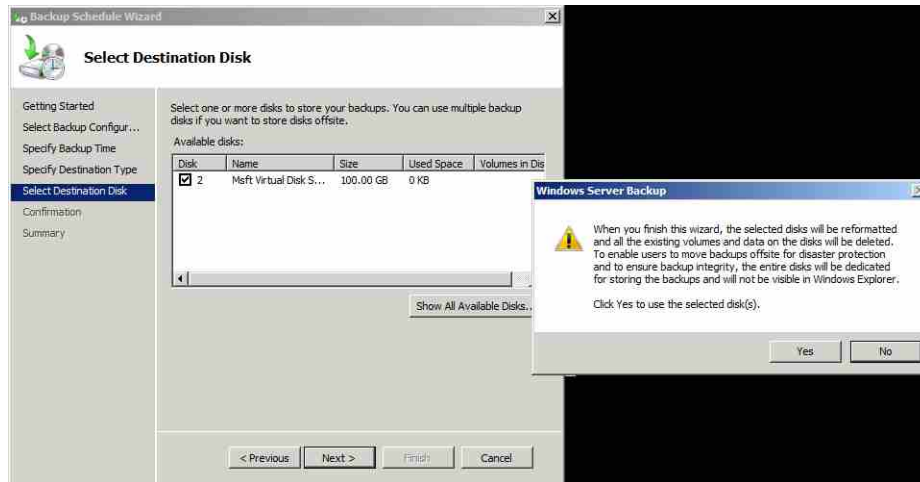 Backup Schedule Wizard
Select Destination Disk
Getting Started
Select Backup Configur...
Specify Backup Time
Specify Destination Type
Select Destination Disk
Confirmation
Summary
Select one or more disks to store your backups. You can use multiple backup
disks if you want to store disks offsite.
Available disks:
Disk Name Size Used Space Volumes in Dis
2 Msft Virtual Disk S... 100.00 GB 0 KB
Show All Available Disks..
< Previous Next > Finish Cancel
Windows Server Backup
When you finish this wizard, the selected disks will be reformatted
and all the existing volumes and data on the disks will be deleted.
To enable users to move backups offsite for disaster protection
and to ensure backup integrity, the entire disks will be dedicated
for storing the backups and will not be visible in Windows Explorer.
Click Yes to use the selected disk(s).
Yes No